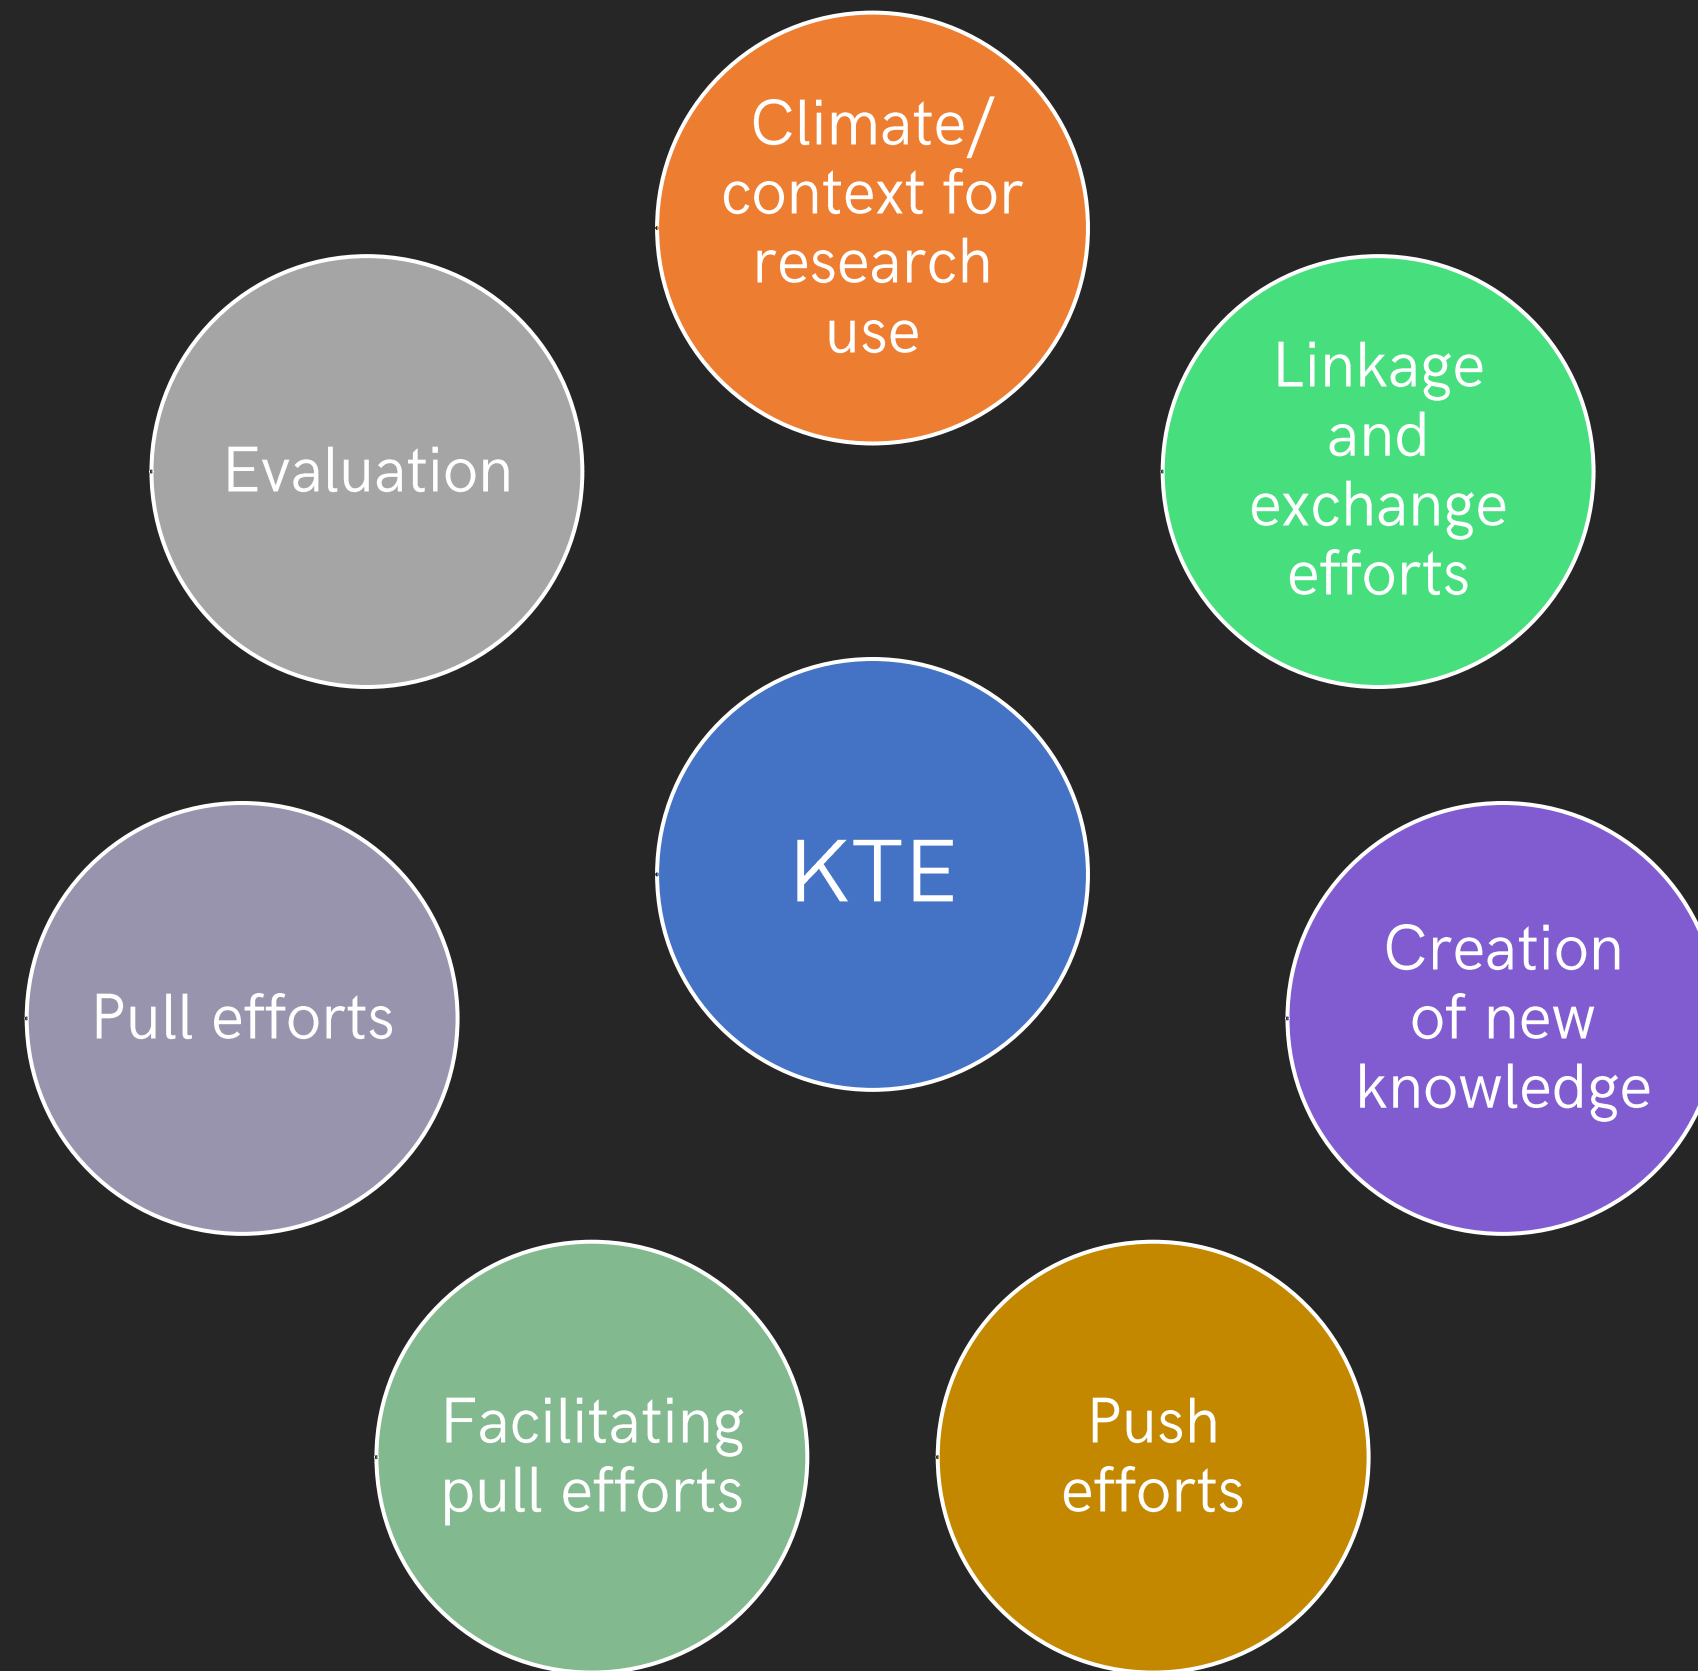 Climate/
context for
research
use
Linkage
and
exchange
efforts
Evaluation
KTE
Creation
of new
knowledge
Pull efforts
Push
efforts
Facilitating
pull efforts